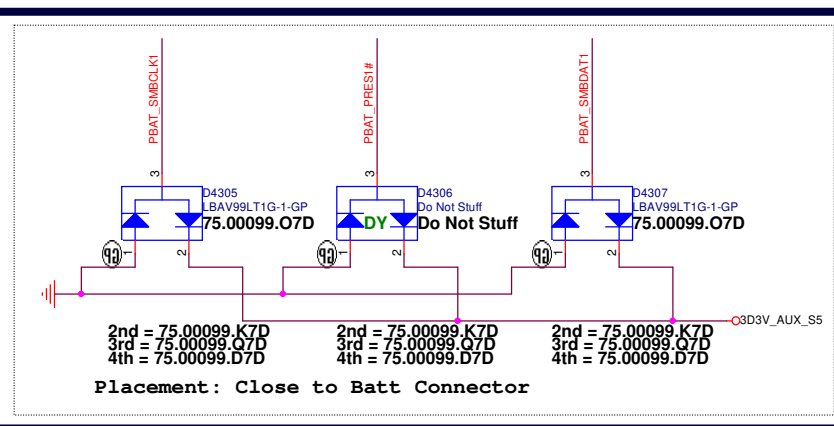 PBAT_SMBCLK1
PBAT_PRES1#
PBAT_SMBDAT1
3
3
3
D4305
LBAV99LT1G-1-GP
75.00099.O7D
D4306
Do Not Stuff
DY
Do Not Stuff
D4307
LBAV99LT1G-1-GP
75.00099.O7D
1
2
1
2
1
2
3D3V_AUX_S5
2nd = 75.00099.K7D
3rd = 75.00099.Q7D
4th = 75.00099.D7D
2nd = 75.00099.K7D
3rd = 75.00099.Q7D
4th = 75.00099.D7D
2nd = 75.00099.K7D
3rd = 75.00099.Q7D
4th = 75.00099.D7D
Placement: Close to Batt Connector